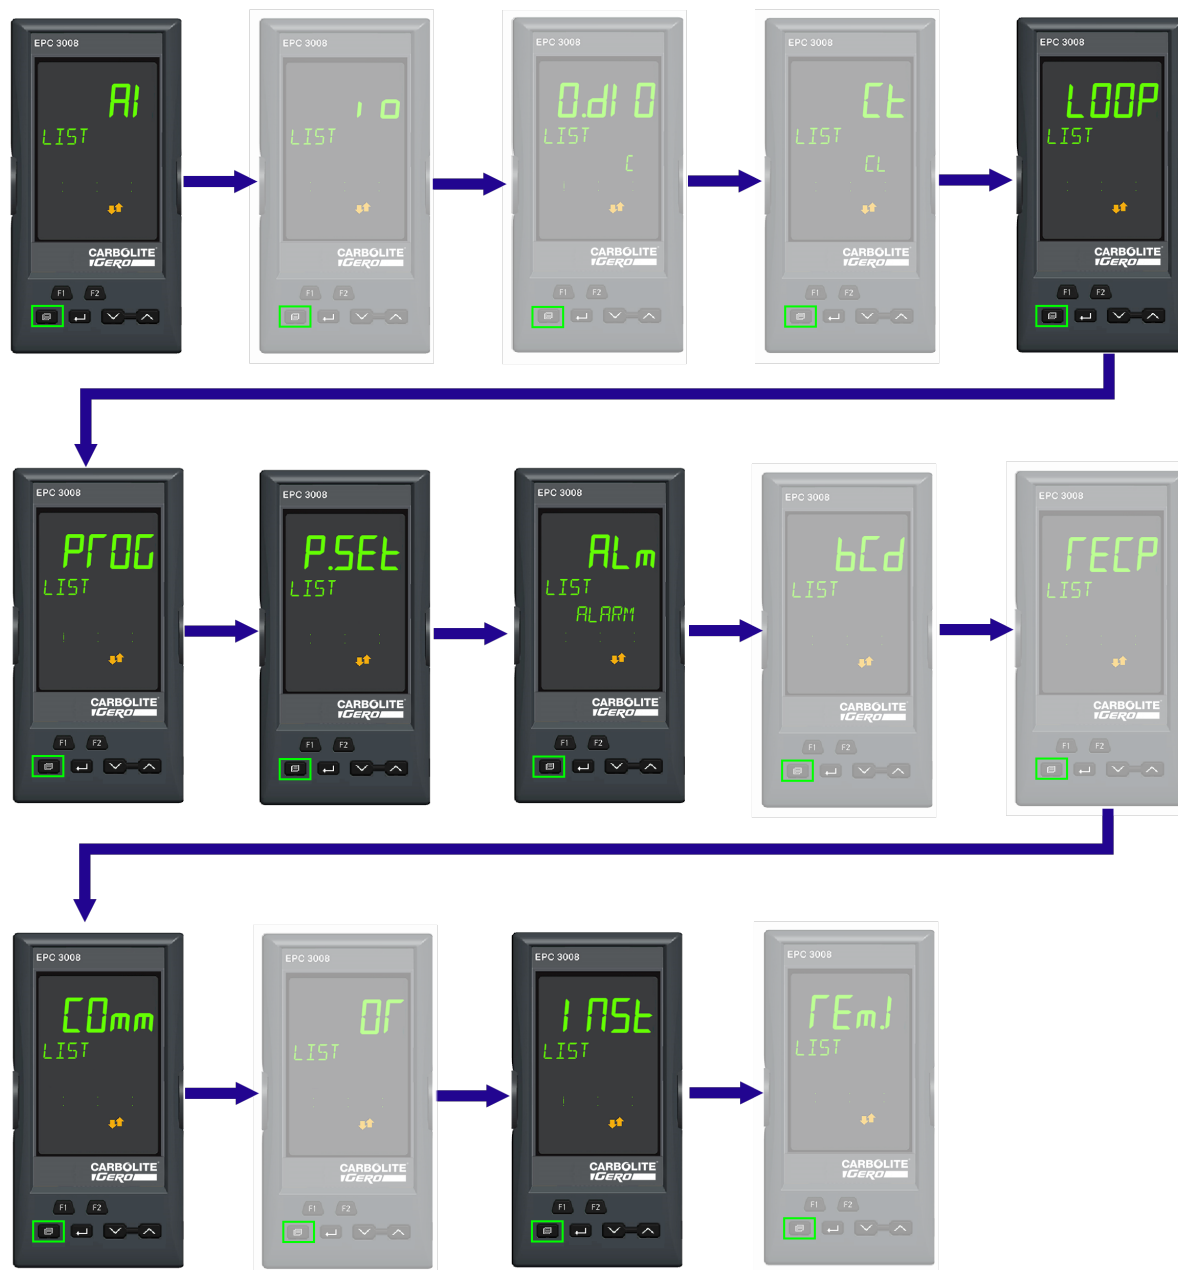 EPC 3008
AI
LIST
CARBOLITE
GERO
F1 F2
EPC 3008
io
LIST
CARBOLITE
GERO
F1 F2
EPC 3008
O.dIO
LIST
C
CARBOLITE
GERO
F1 F2
EPC 3008
Ct
LIST
CL
CARBOLITE
GERO
F1 F2
EPC 3008
LOOP
LIST
CARBOLITE
GERO
F1 F2
EPC 3008
PrOG
LIST
CARBOLITE
GERO
F1 F2
EPC 3008
P.SEt
LIST
CARBOLITE
GERO
F1 F2
EPC 3008
ALm
LIST
ALARM
CARBOLITE
GERO
F1 F2
EPC 3008
bCd
LIST
CARBOLITE
GERO
F1 F2
EPC 3008
rECP
LIST
CARBOLITE
GERO
F1 F2
EPC 3008
COmm
LIST
CARBOLITE
GERO
F1 F2
EPC 3008
Or
LIST
CARBOLITE
GERO
F1 F2
EPC 3008
InSt
LIST
CARBOLITE
GERO
F1 F2
EPC 3008
rEm.I
LIST
CARBOLITE
GERO
F1 F2